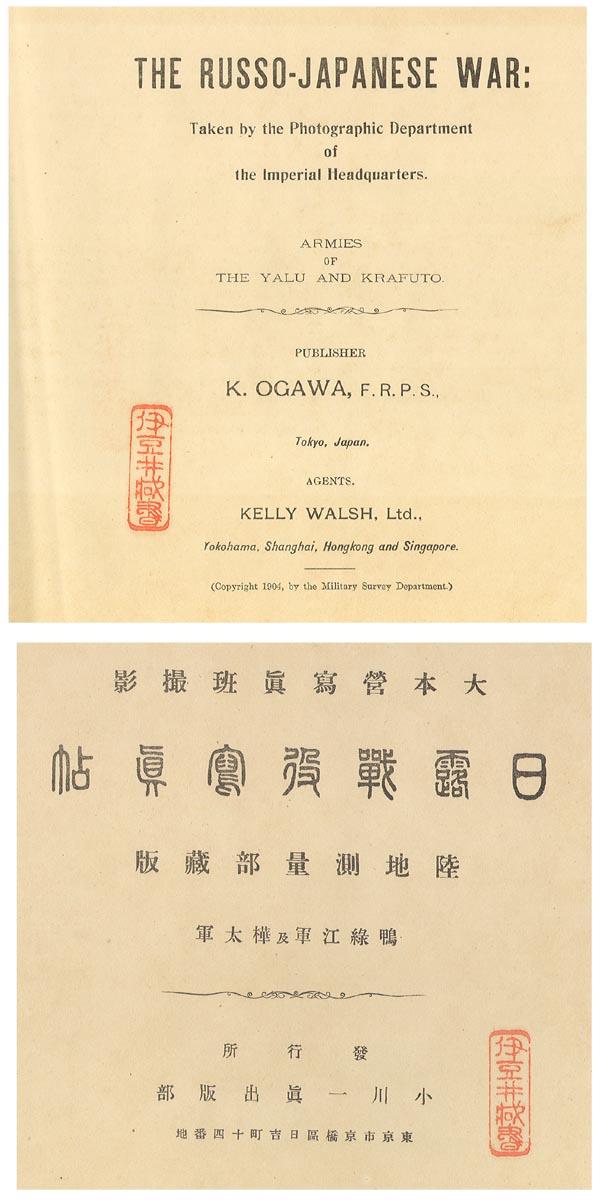 THE RUSSO-JAPANESE WAR:
Taken by the Photographic Department
of
the Imperial Headquarters.
ARMIES
OF
THE YALU AND KRAFUTO.
PUBLISHER
K. OGAWA, F. R. P. S.,
Tokyo, Japan.
AGENTS.
KELLY WALSH, Ltd.,
Yokohama, Shanghai, Hongkong and Singapore.
(Copyright 1904, by the Military Survey Department.)
大本營寫眞班撮影
日露戰役寫眞帖
陸地測量部藏版
鴨綠江軍及樺太軍
發行所
小川一眞出版部
東京市京橋區日吉町十四番地